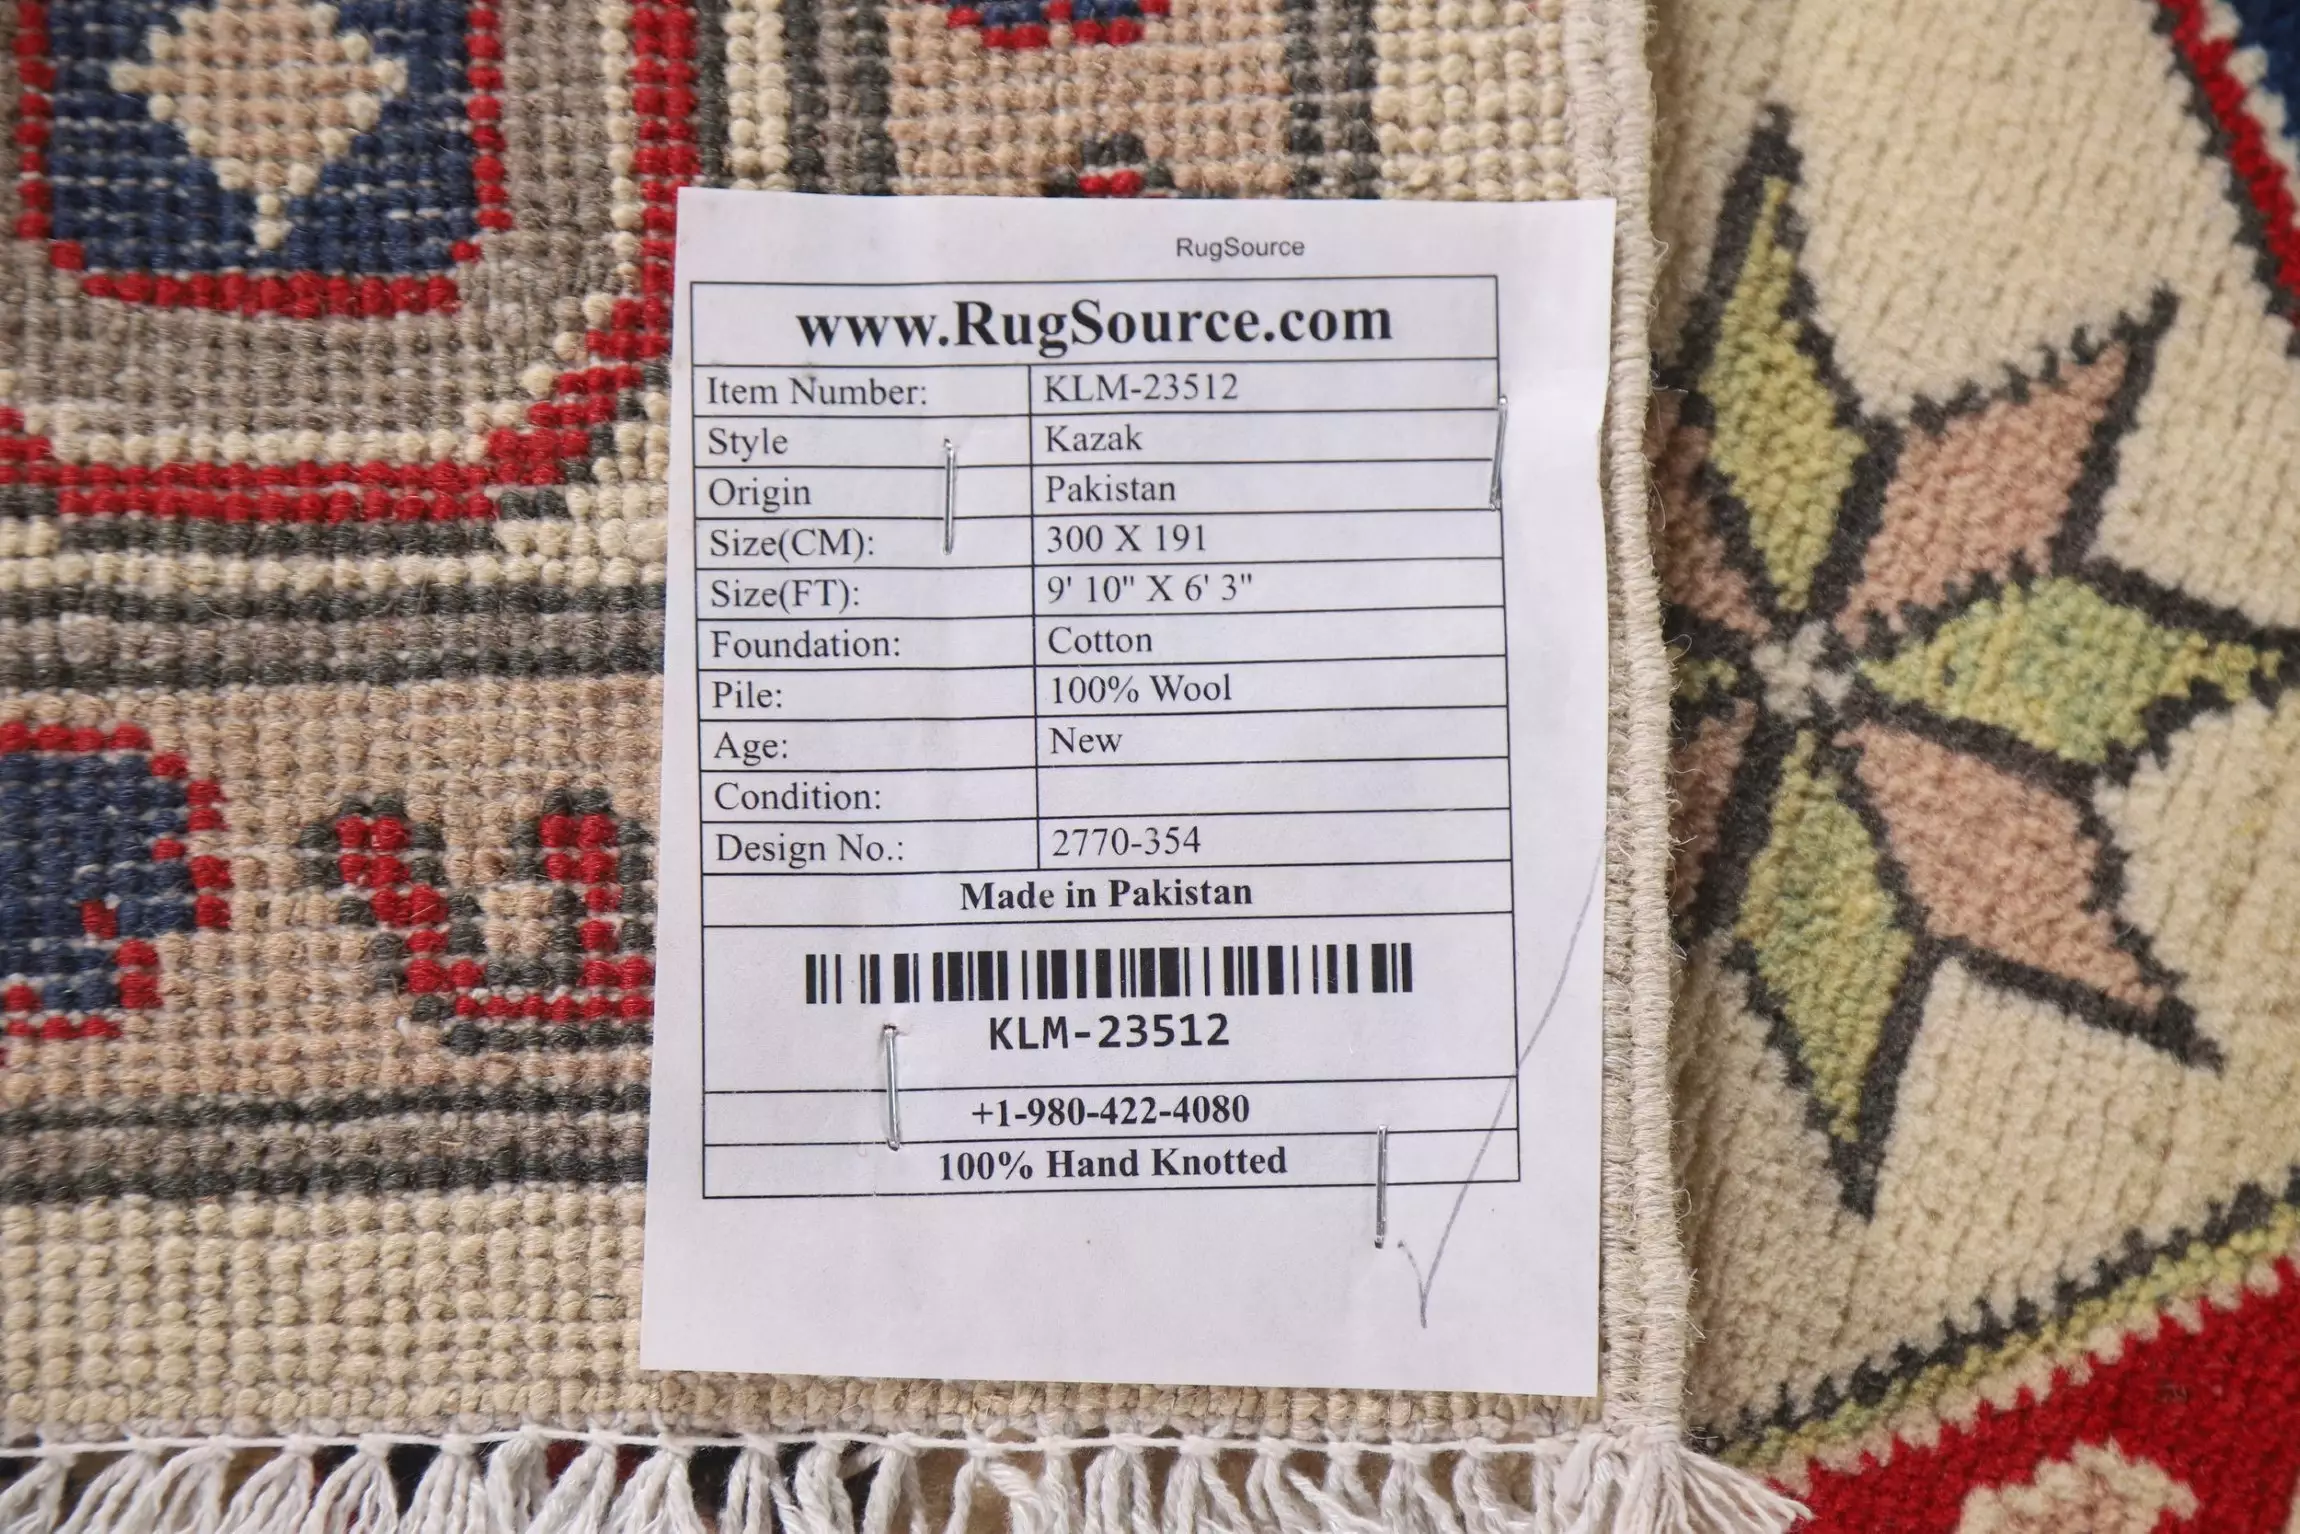 RugSource
www.RugSource.com
Item Number: KLM-23512
Style Kazak
Origin Pakistan
Size(CM): 300 X 191
Size(FT): 9' 10" X 6' 3"
Foundation: Cotton
Pile: 100% Wool
Age: New
Condition:
Design No.: 2770-354
Made in Pakistan
KLM-23512
+1-980-422-4080
100% Hand Knotted